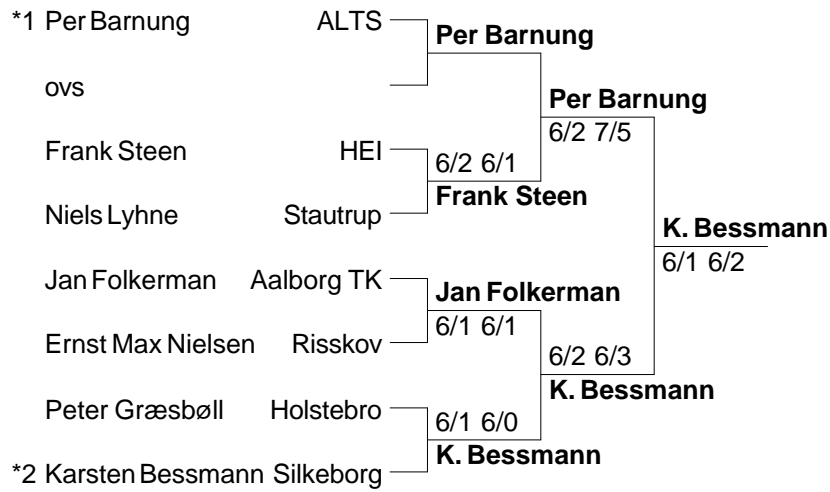 *1 Per Barnung ALTS
Per Barnung
ovs
Per Barnung
6/2 7/5
Frank Steen HEI
6/2 6/1
Frank Steen
Niels Lyhne Stautrup
K. Bessmann
6/1 6/2
Jan Folkerman Aalborg TK
Jan Folkerman
6/1 6/1
Ernst Max Nielsen Risskov
6/2 6/3
K. Bessmann
Peter Græsbøll Holstebro
6/1 6/0
K. Bessmann
*2 Karsten Bessmann Silkeborg